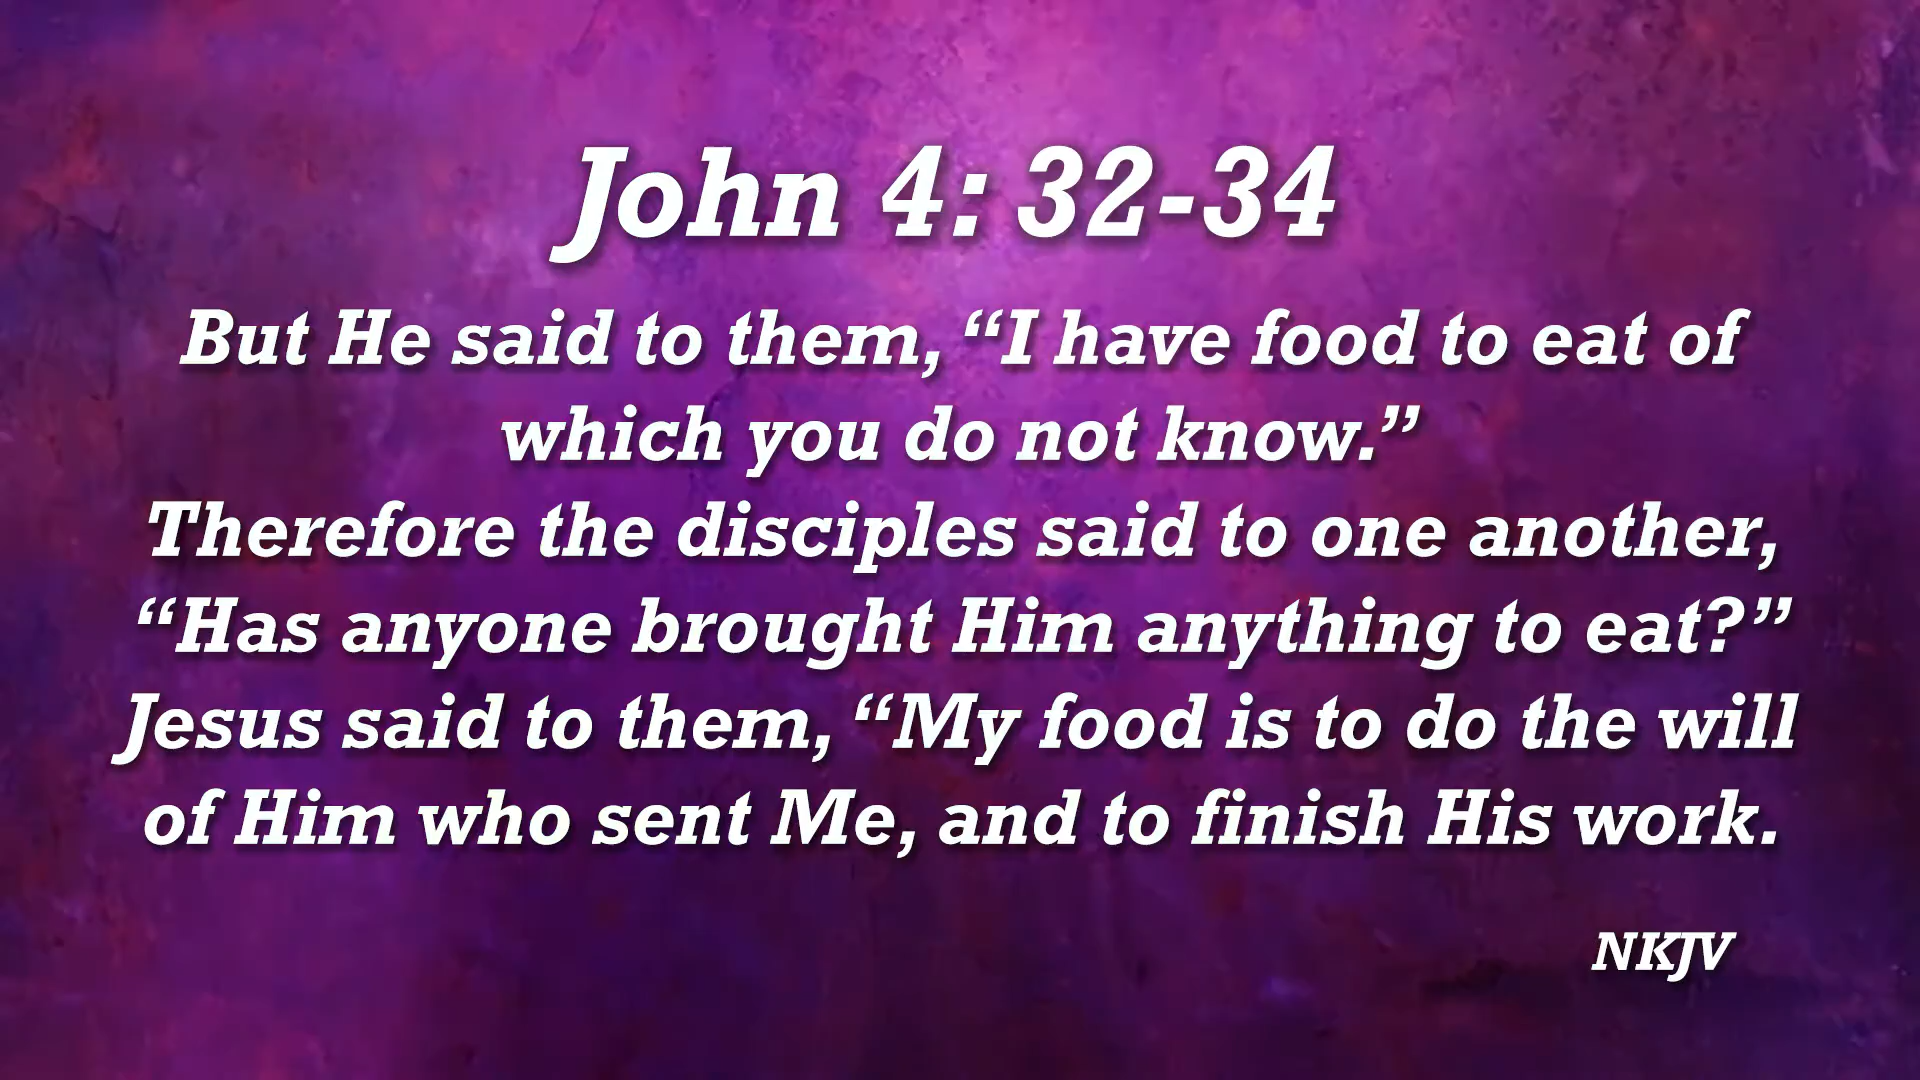 John 4: 32-34
But He said to them, “I have food to eat of
which you do not know.”
Therefore the disciples said to one another,
“Has anyone brought Him anything to eat?”
Jesus said to them, “My food is to do the will
of Him who sent Me, and to finish His work.
NKJV